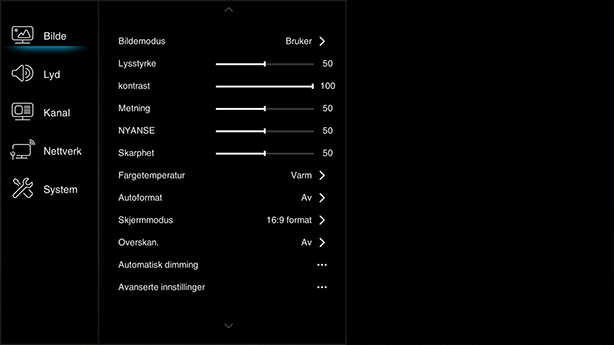 Bilde
Lyd
Kanal
Nettverk
System
Bildemodus Bruker
Lysstyrke 50
kontrast 100
Metning 50
NYANSE 50
Skarphet 50
Fargetemperatur Varm
Autoformat Av
Skjermmodus 16:9 format
Overskan. Av
Automatisk dimming
Avanserte innstillinger